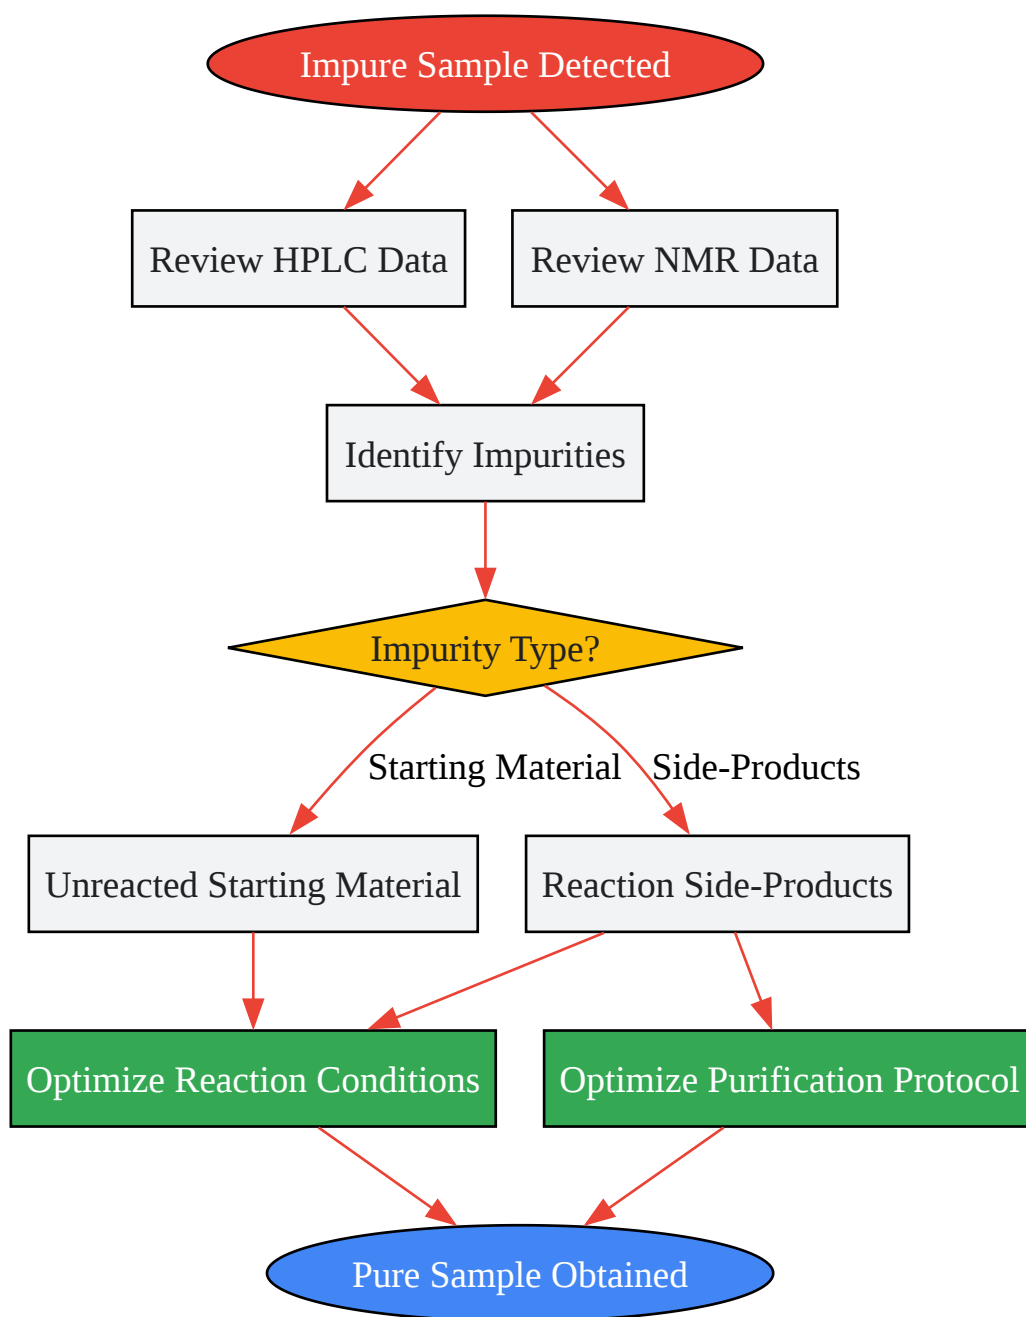 Impure Sample Detected
Review HPLC Data
Review NMR Data
Identify Impurities
Impurity Type?
Starting Material
Side-Products
Unreacted Starting Material
Reaction Side-Products
Optimize Reaction Conditions
Optimize Purification Protocol
Pure Sample Obtained